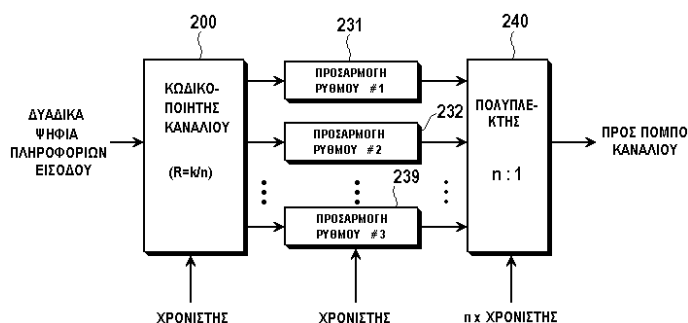 200
231
240
ΔΥΑΔΙΚΑ
ΨΗΦΙΑ
ΠΛΗΡΟΦΟΡΙΩΝ
ΕΙΣΟΔΟΥ
ΚΩΔΙΚΟ-
ΠΟΙΗΤΗΣ
ΚΑΝΑΛΙΟΥ
(R=k/n)
ΠΡΟΣΑΡΜΟΓΗ
ΡΥΘΜΟΥ #1
232
ΠΡΟΣΑΡΜΟΓΗ
ΡΥΘΜΟΥ #2
239
ΠΡΟΣΑΡΜΟΓΗ
ΡΥΘΜΟΥ #3
ΠΟΛΥΠΛΕ-
ΚΤΗΣ
n : 1
ΠΡΟΣ ΠΟΜΠΟ
ΚΑΝΑΛΙΟΥ
ΧΡΟΝΙΣΤΗΣ
ΧΡΟΝΙΣΤΗΣ
n x ΧΡΟΝΙΣΤΗΣ